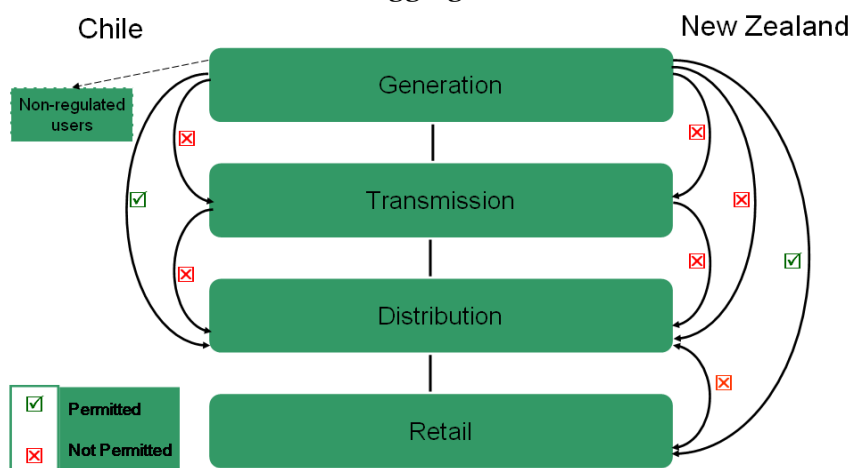 Chile
New Zealand
Generation
Non-regulated
users
Transmission
Distribution
Retail
Permitted
Not Permitted